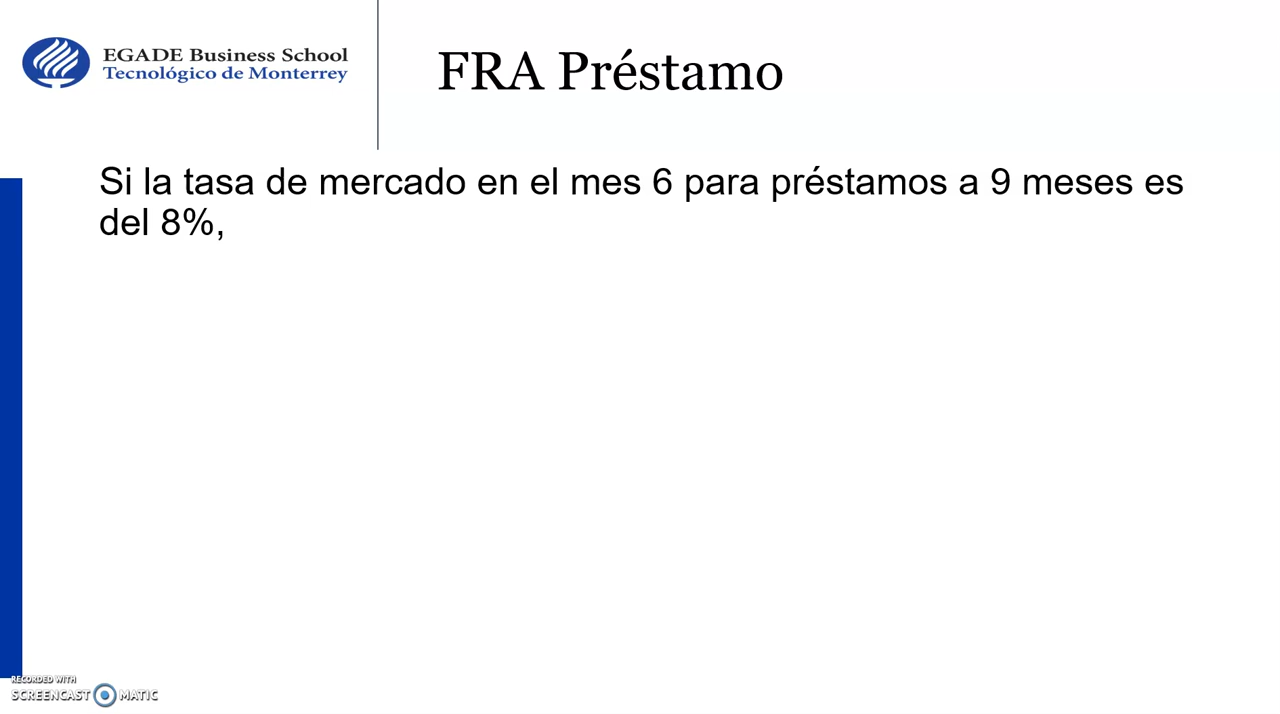 EGADE Business School
Tecnológico de Monterrey
FRA Préstamo
Si la tasa de mercado en el mes 6 para préstamos a 9 meses es
del 8%,
RECORDED WITH
SCREENCAST MATIC